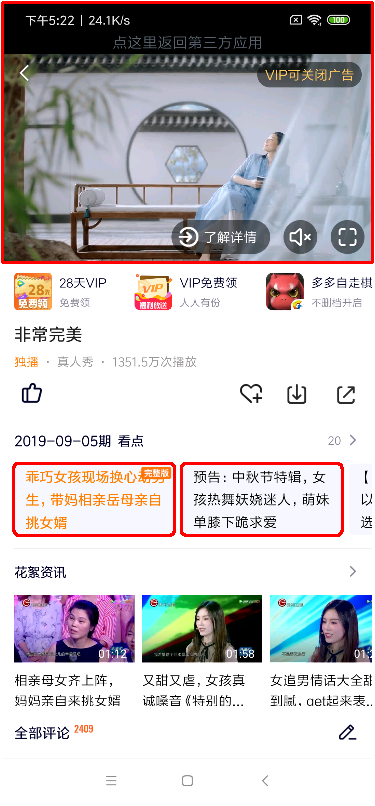 下午5:22 | 24.1K/s
100
点这里返回第三方应用
VIP可关闭广告
了解详情
28天VIP
免费领
VIP免费领
人人有份
多多自走棋
不删档开启
非常完美
独播 · 真人秀 · 1351.5万次播放
2019-09-05期 看点
20
完整版
乖巧女孩现场换心动男
生，带妈相亲岳母亲自
挑女婿
预告：中秋节特辑，女
孩热舞妖娆迷人，萌妹
单膝下跪求爱
【
以
选
花絮资讯
01:12
01:58
相亲母女齐上阵，
妈妈亲自来挑女婿
又甜又虐，女孩真
诚嗓音《特别的...
女追男情话大全甜
到腻，get起来表..
全部评论 2409